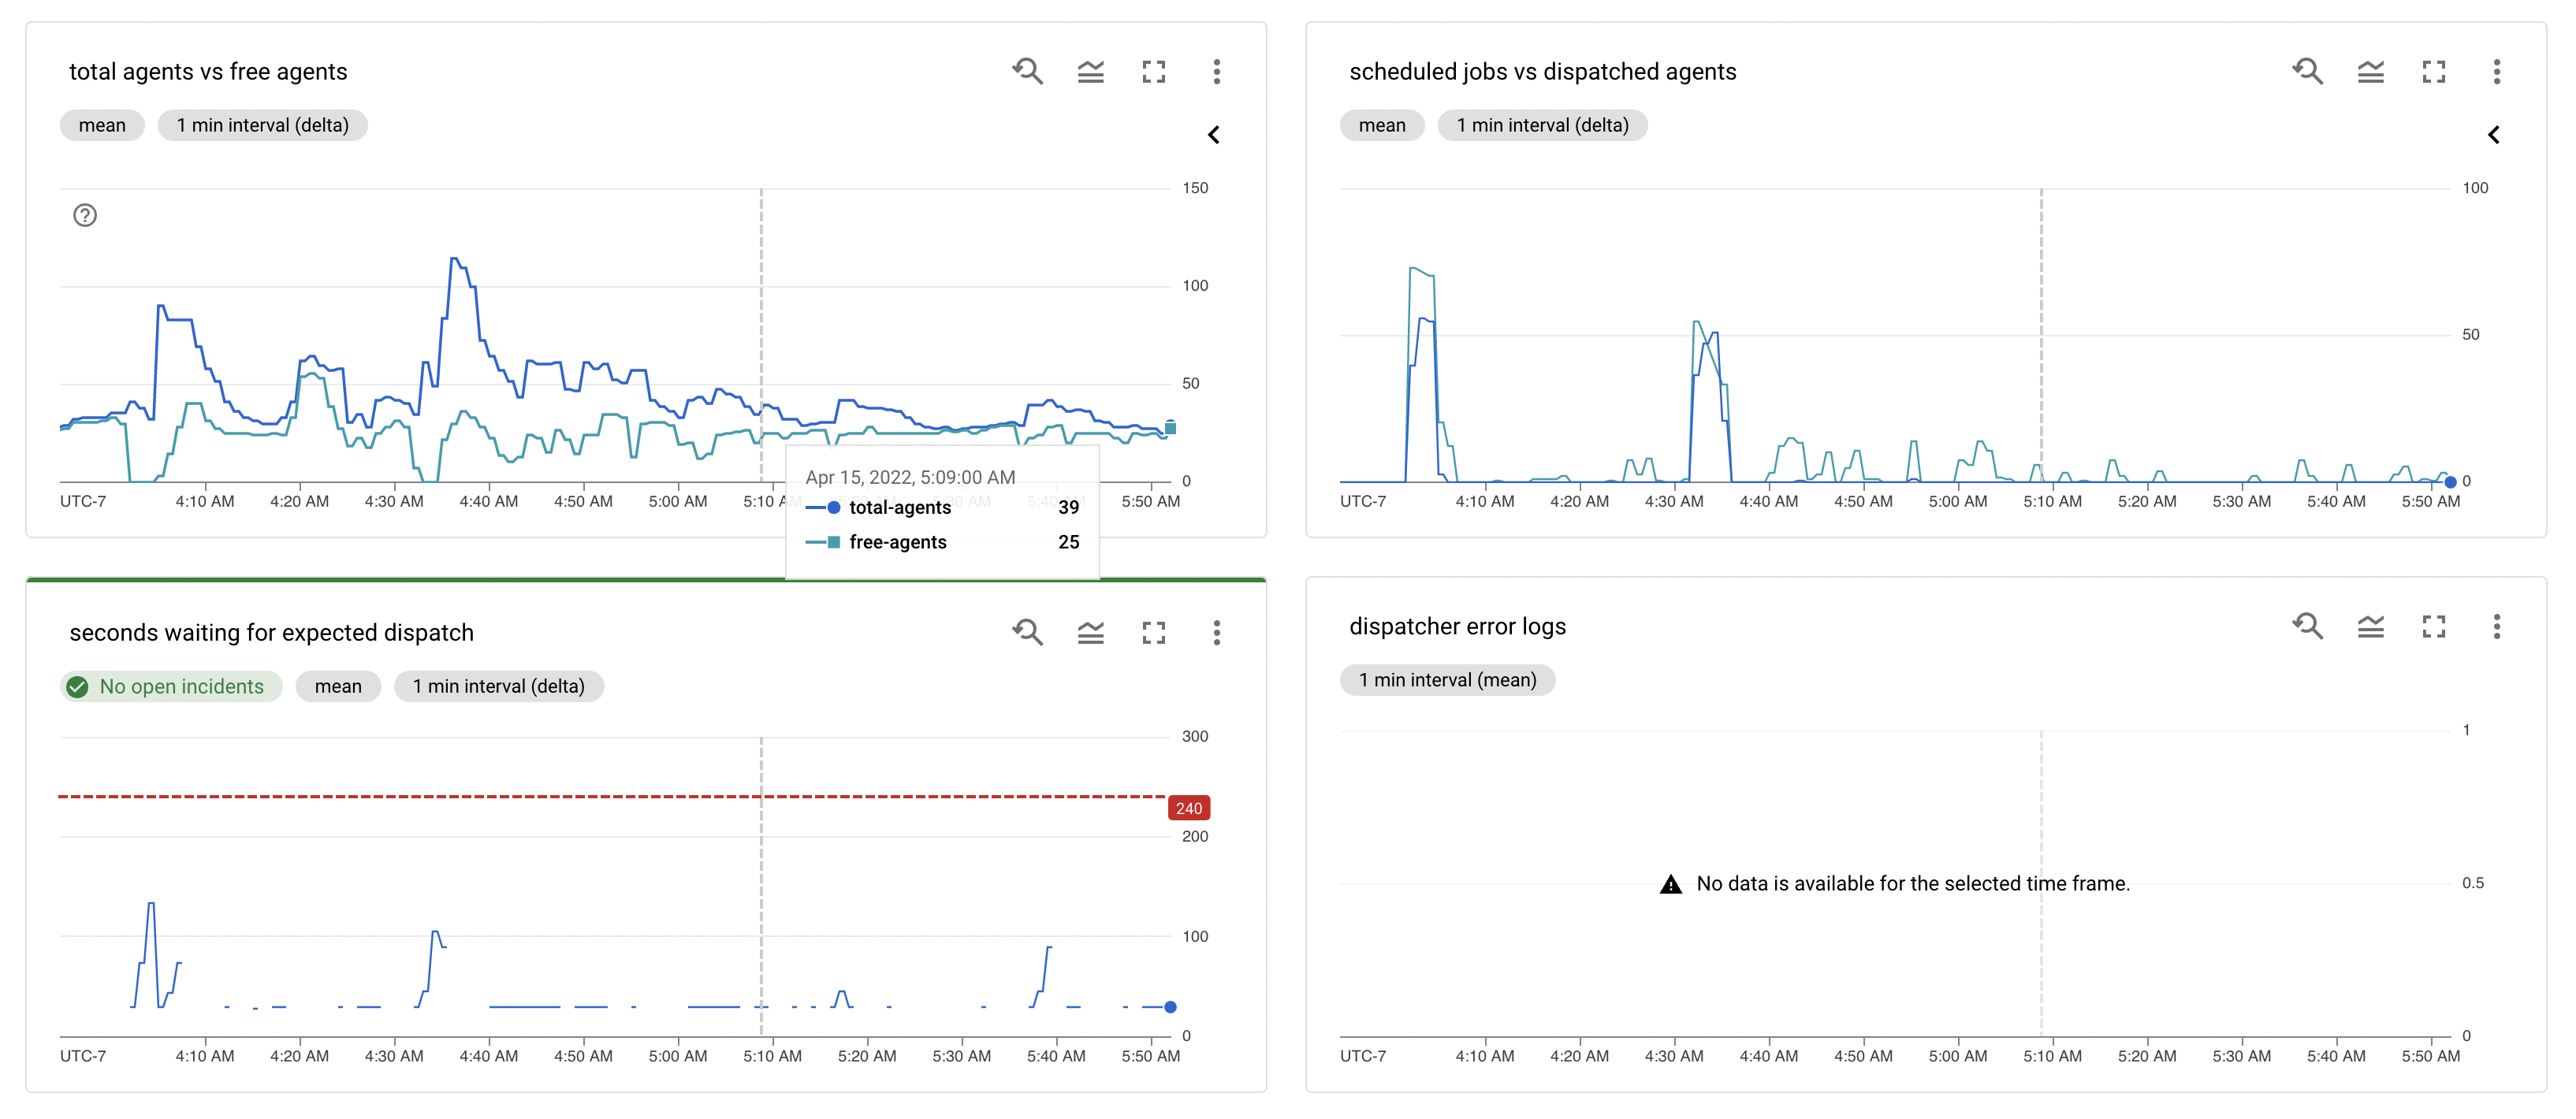 total agents vs free agents
mean 1 min interval (delta)
150
100
50
0
UTC-7 4:10 AM 4:20 AM 4:30 AM 4:40 AM 4:50 AM 5:00 AM 5:10 AM 5:20 AM 5:30 AM 5:40 AM 5:50 AM
Apr 15, 2022, 5:09:00 AM
total-agents 39
free-agents 25
scheduled jobs vs dispatched agents
mean 1 min interval (delta)
100
50
0
UTC-7 4:10 AM 4:20 AM 4:30 AM 4:40 AM 4:50 AM 5:00 AM 5:10 AM 5:20 AM 5:30 AM 5:40 AM 5:50 AM
seconds waiting for expected dispatch
No open incidents mean 1 min interval (delta)
300
240
200
100
0
UTC-7 4:10 AM 4:20 AM 4:30 AM 4:40 AM 4:50 AM 5:00 AM 5:10 AM 5:20 AM 5:30 AM 5:40 AM 5:50 AM
dispatcher error logs
1 min interval (mean)
1
No data is available for the selected time frame.
0.5
0
UTC-7 4:10 AM 4:20 AM 4:30 AM 4:40 AM 4:50 AM 5:00 AM 5:10 AM 5:20 AM 5:30 AM 5:40 AM 5:50 AM